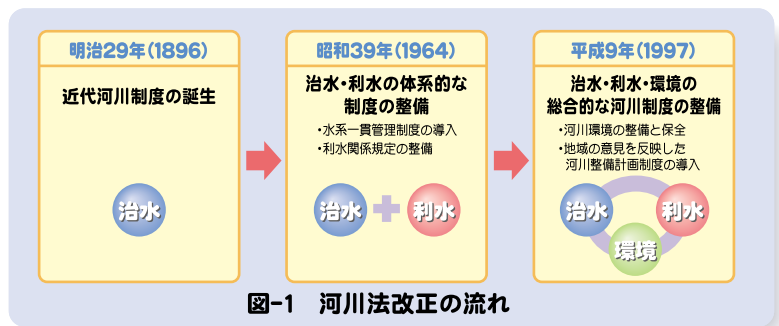 明治29年(1896)
近代河川制度の誕生
治水
昭和39年(1964)
治水・利水の体系的な
制度の整備
・水系一貫管理制度の導入
・利水関係規定の整備
治水
+
利水
平成9年(1997)
治水・利水・環境の
総合的な河川制度の整備
・河川環境の整備と保全
・地域の意見を反映した
河川整備計画制度の導入
治水
利水
環境
図-1 河川法改正の流れ